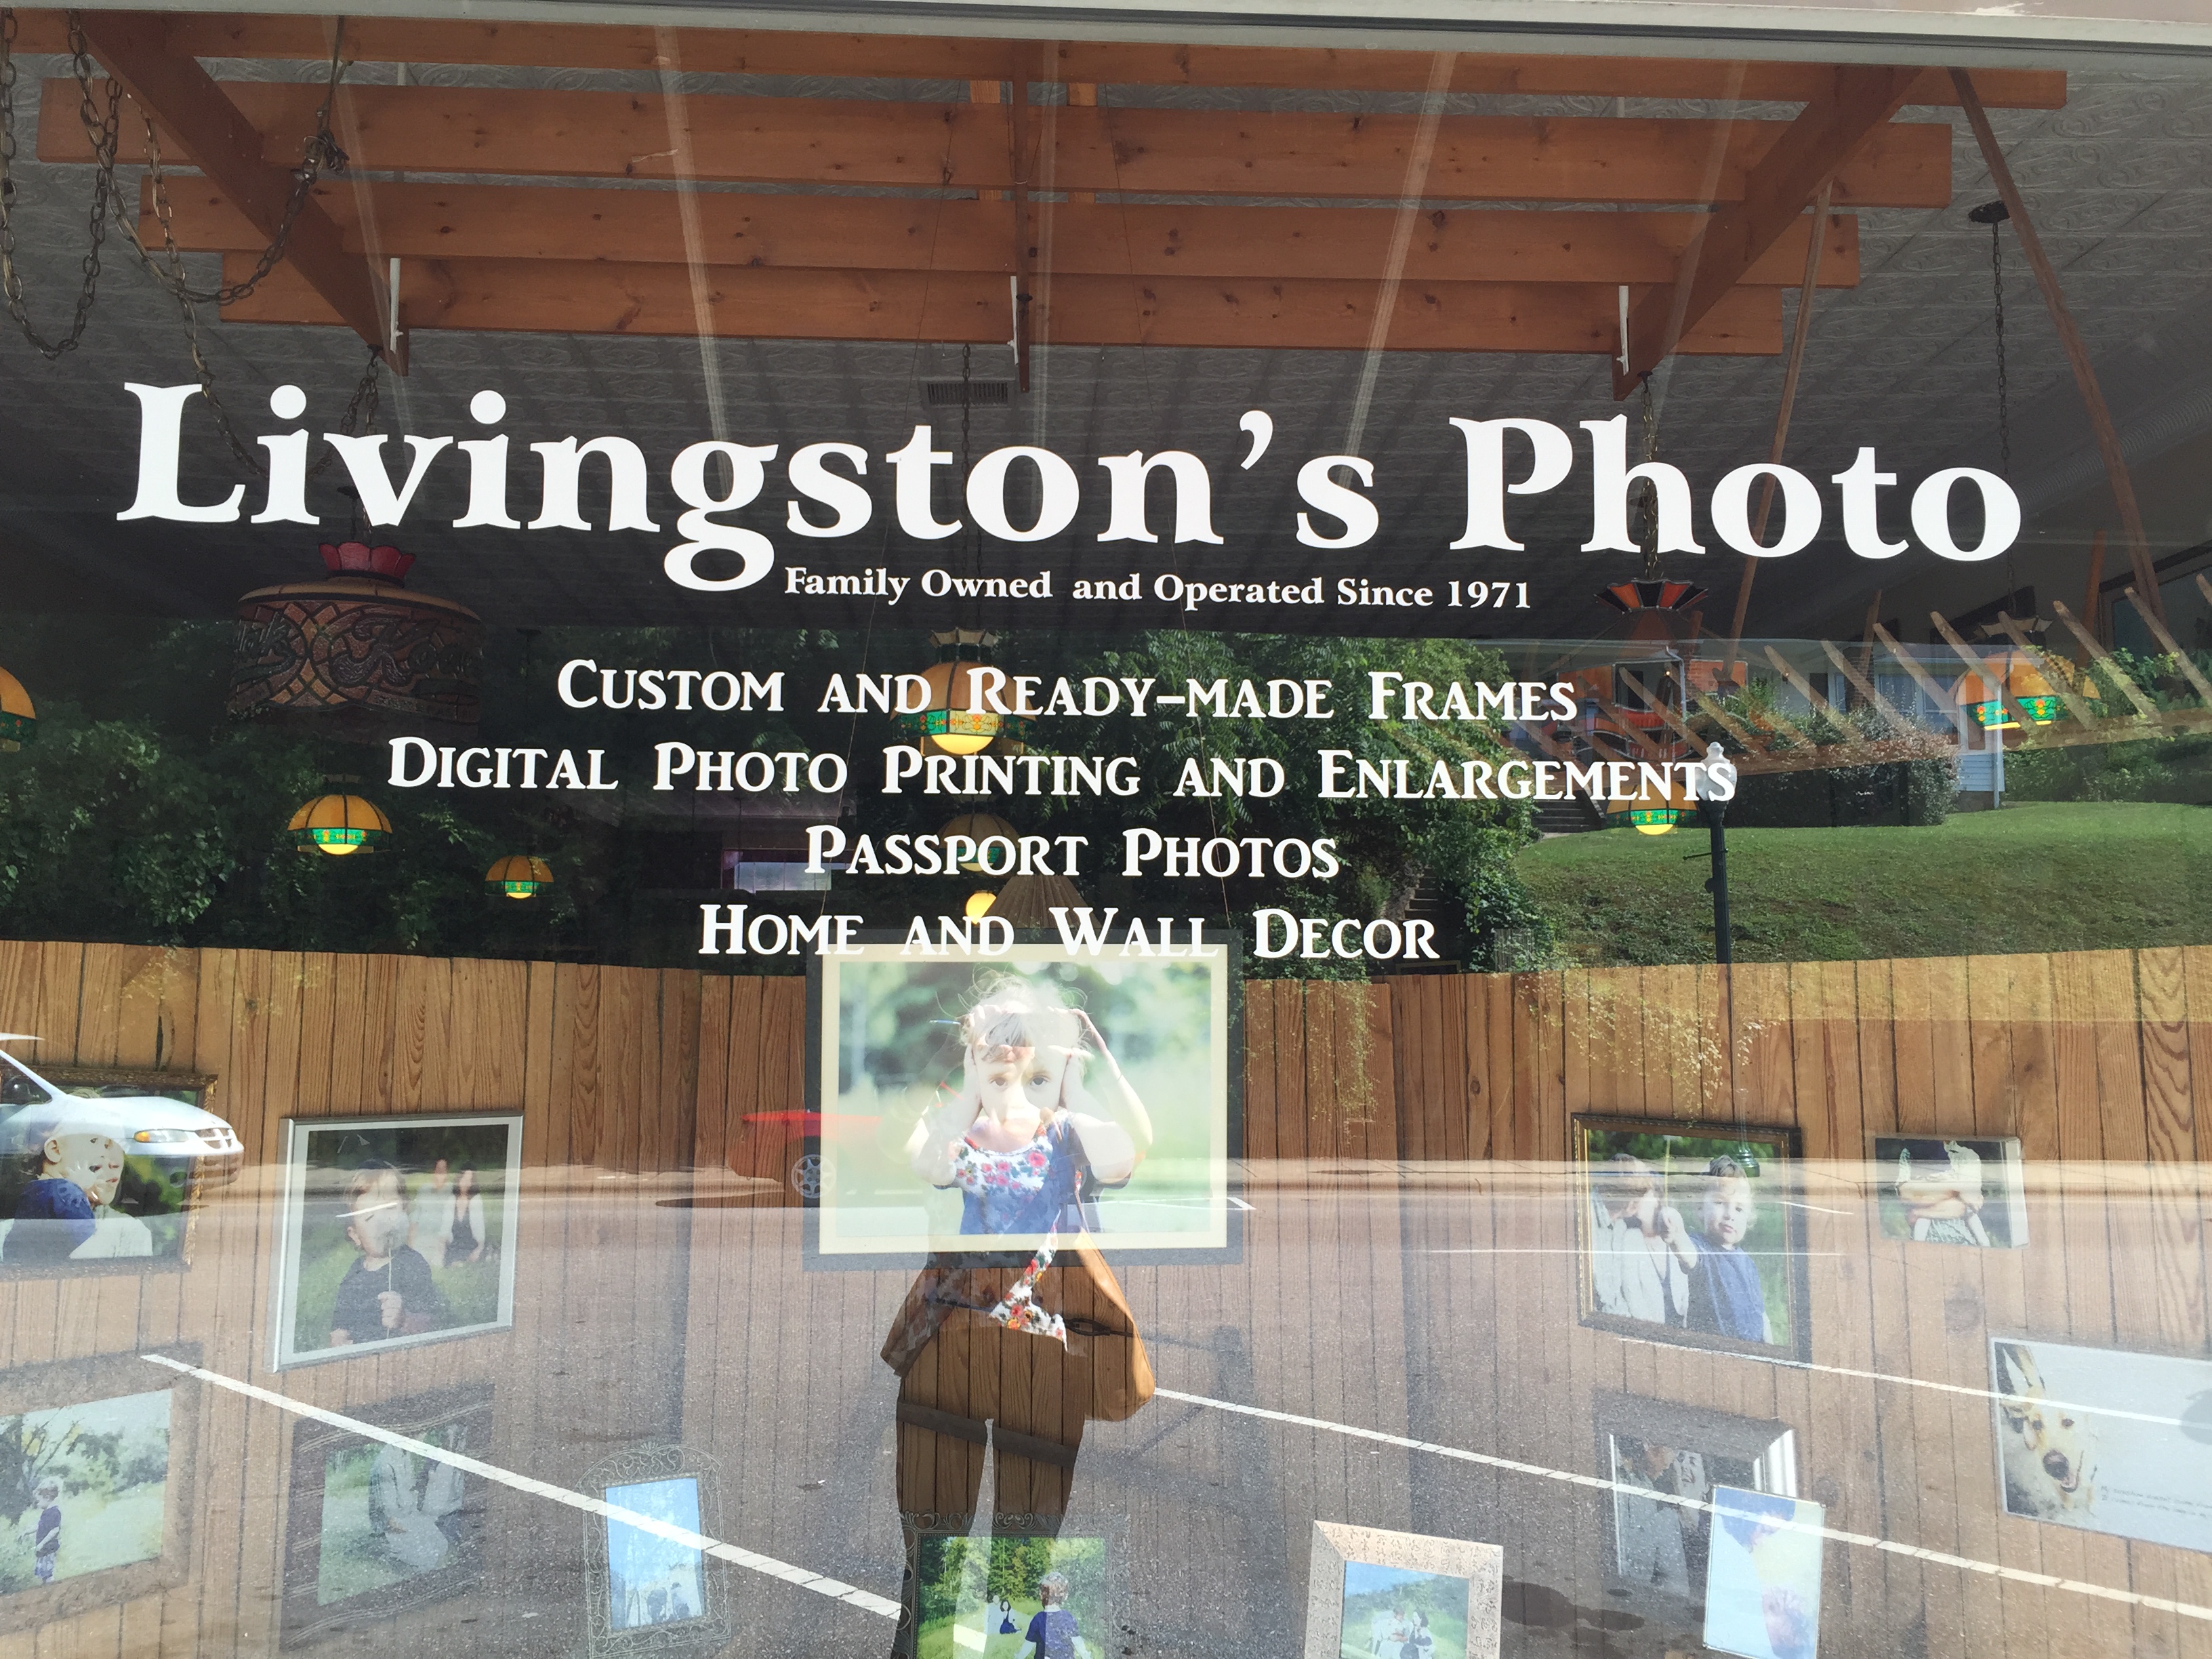 Livingston's Photo
Family Owned and Operated Since 1971
CUSTOM AND READY-MADE FRAMES
DIGITAL PHOTO PRINTING AND ENLARGEMENTS
PASSPORT PHOTOS
HOME AND WALL DECOR